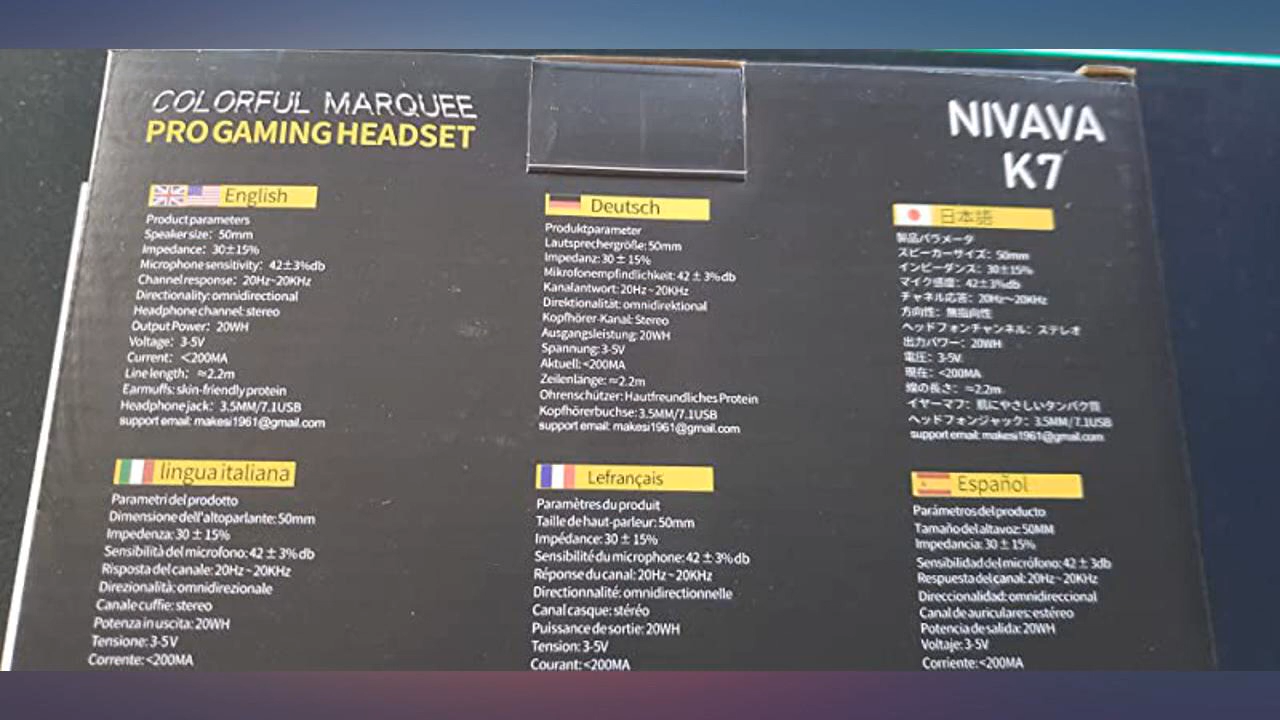 COLORFUL MARQUEE
PRO GAMING HEADSET
NIVAVA
K7
English
Product parameters
Speaker size: 50mm
Impedance: 30±15%
Microphone sensitivity: 42±3%db
Channel response: 20Hz~20KHz
Directionality: omnidirectional
Headphone channel: stereo
Output Power: 20WH
Voltage: 3-5V
Current: <200MA
Line length: ≈2.2m
Earmuffs: skin-friendly protein
Headphone jack: 3.5MM/7.1USB
support email: makesi1961@gmail.com
Deutsch
Produktparameter
Lautsprechergröße: 50mm
Impedanz: 30 ± 15%
Mikrofonempfindlichkeit: 42 ± 3%db
Kanalantwort: 20Hz ~ 20KHz
Direktionalität: omnidirektional
Kopfhörer-Kanal: Stereo
Ausgangsleistung: 20WH
Spannung: 3-5V
Aktuell: <200MA
Zeilenlänge: ≈2.2m
Ohrenschützer: Hautfreundliches Protein
Kopfhörerbuchse: 3.5MM/7.1USB
support email: makesi1961@gmail.com
日本語
製品パラメータ
スピーカーサイズ: 50mm
インピーダンス: 30±15%
マイク感度: 42±3%db
チャネル応答: 20Hz~20KHz
方向性: 無指向性
ヘッドフォンチャンネル: ステレオ
出力パワー: 20WH
電圧: 3-5V
現在: <200MA
線の長さ: ≈2.2m
イヤーマフ: 肌にやさしいタンパク質
ヘッドフォンジャック: 3.5MM/7.1USB
support email: makesi1961@gmail.com
lingua italiana
Parametri del prodotto
Dimensione dell'altoparlante: 50mm
Impedenza: 30 ± 15%
Sensibilità del microfono: 42 ± 3% db
Risposta del canale: 20Hz ~ 20KHz
Direzionalità: omnidirezionale
Canale cuffie: stereo
Potenza in uscita: 20WH
Tensione: 3-5 V
Corrente: <200MA
Lefrançais
Paramètres du produit
Taille de haut-parleur: 50mm
Impédance: 30 ± 15%
Sensibilité du microphone: 42 ± 3% db
Réponse du canal: 20Hz ~ 20KHz
Directionnalité: omnidirectionnelle
Canal casque: stéréo
Puissance de sortie: 20WH
Tension: 3-5V
Courant: <200MA
Español
Parámetros del producto
Tamaño del altavoz: 50MM
Impedancia: 30 ± 15%
Sensibilidad del micrófono: 42 ± 3db
Respuesta del canal: 20Hz ~ 20KHz
Direccionalidad: omnidireccional
Canal de auriculares: estéreo
Potencia de salida: 20WH
Voltaje: 3-5V
Corriente: <200MA